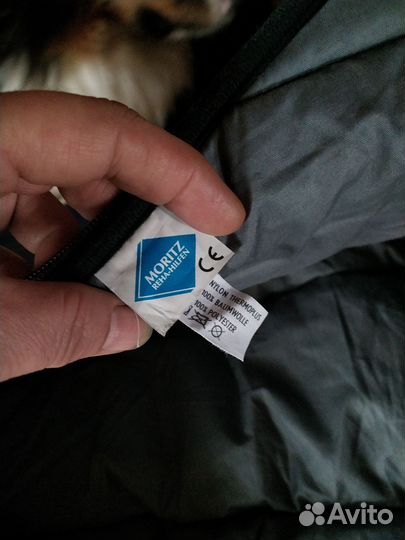 MORITZ
REHA-HILFEN
CE
NYLON THERMOPLUS
100% BAUMWOLLE
100% POLYESTER
Avito